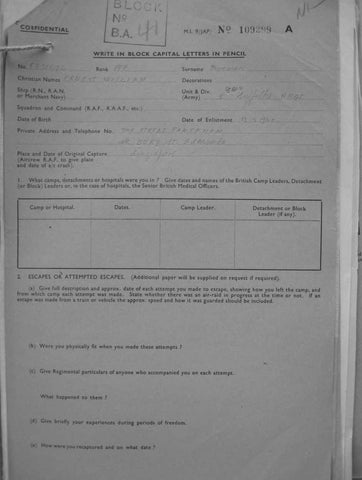 BLOCK
Nº
B.A. 41
CONFIDENTIAL
M.I. 9/JAP/ Nº 109289 A
WRITE IN BLOCK CAPITAL LETTERS IN PENCIL
No. Rank Surname
Christian Names ERNEST WILLIAM Decorations
Ship (R.N., R.A.N. or Merchant Navy) Unit & Div. (Army) Suffolk
Squadron and Command (R.A.F., R.A.A.F., etc.)
Date of Birth Date of Enlistment
Private Address and Telephone No.
BURY ST EDMUNDS
Place and Date of Original Capture Singapore
(Aircrew R.A.F. to give place
and date of a/c crash).
1. What camps, detachments or hospitals were you in ? Give dates and names of the British Camp Leaders, Detachment
(or Block) Leaders or, in the case of hospitals, the Senior British Medical Officers.
Camp or Hospital. Dates. Camp Leader. Detachment or Block
Leader (if any).
2. ESCAPES OR ATTEMPTED ESCAPES. (Additional paper will be supplied on request if required).
(a) Give full description and approx. date of each attempt you made to escape, showing how you left the camp, and
from which camp each attempt was made. State whether there was an air-raid in progress at the time or not. If an
escape was made from a train or vehicle the approx. speed and how it was guarded should be included.
(b) Were you physically fit when you made these attempts ?
(c) Give Regimental particulars of anyone who accompanied you on each attempt.
What happened to them ?
(d) Give briefly your experiences during periods of freedom.
(e) How were you recaptured and on what date ?